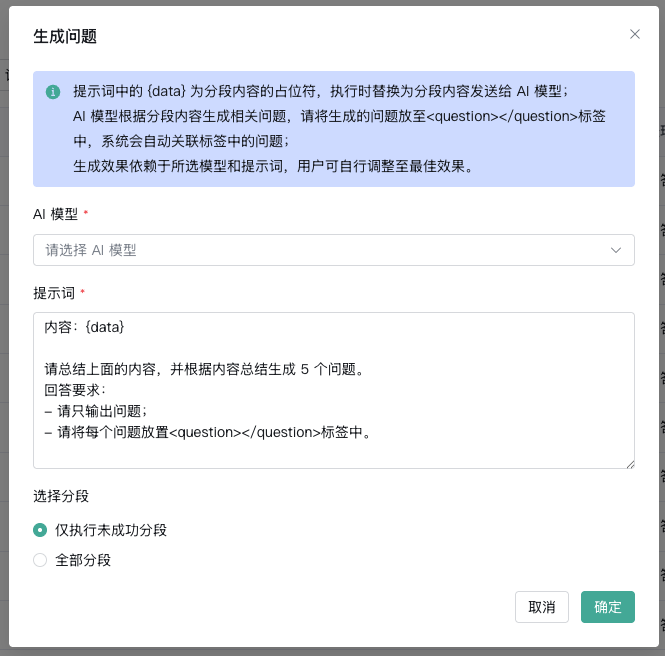 生成问题
提示词中的 {data} 为分段内容的占位符，执行时替换为分段内容发送给 AI 模型；
AI 模型根据分段内容生成相关问题，请将生成的问题放至<question></question>标签
中，系统会自动关联标签中的问题；
生成效果依赖于所选模型和提示词，用户可自行调整至最佳效果。
AI 模型 *
请选择 AI 模型
提示词 *
内容：{data}
请总结上面的内容，并根据内容总结生成 5 个问题。
回答要求：
- 请只输出问题；
- 请将每个问题放置<question></question>标签中。
选择分段
仅执行未成功分段
全部分段
取消
确定